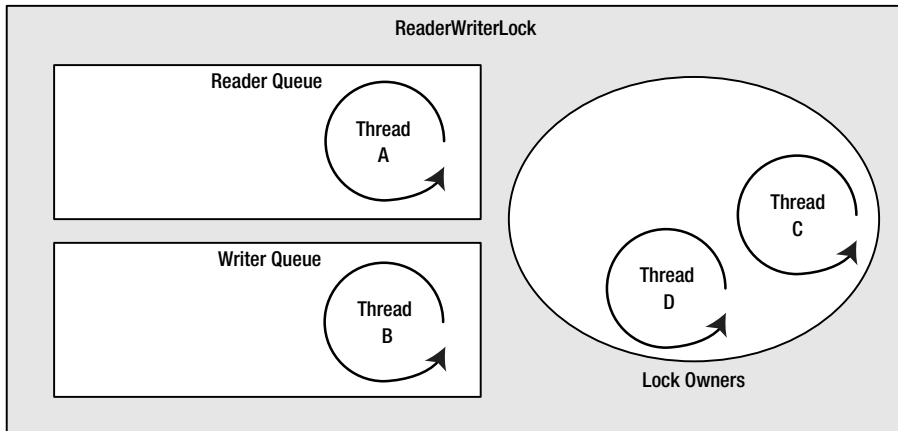 ReaderWriterLock
Reader Queue
Thread
A
Writer Queue
Thread
B
Thread
C
Thread
D
Lock Owners